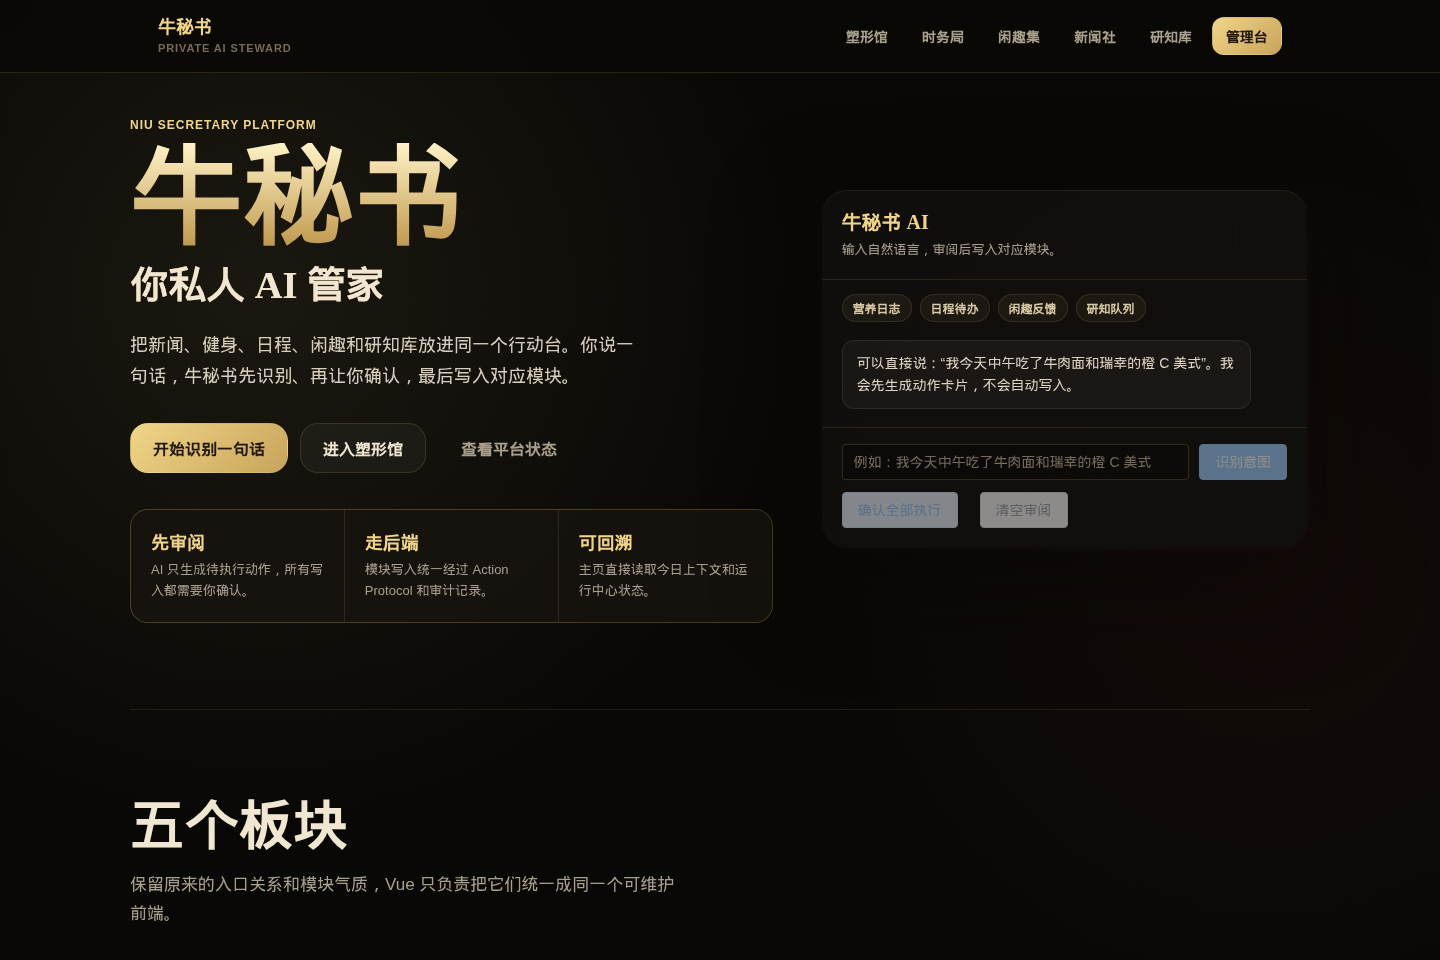 牛秘书
PRIVATE AI STEWARD
塑形馆 时务局 闲趣集 新闻社 研知库 管理台
NIU SECRETARY PLATFORM
牛秘书
你私人 AI 管家
把新闻、健身、日程、闲趣和研知库放进同一个行动台。你说一
句话，牛秘书先识别、再让你确认，最后写入对应模块。
开始识别一句话 进入塑形馆 查看平台状态
先审阅
AI 只生成待执行动作，所有写
入都需要你确认。
走后端
模块写入统一经过 Action
Protocol 和审计记录。
可回溯
主页直接读取今日上下文和运
行中心状态。
牛秘书 AI
输入自然语言，审阅后写入对应模块。
营养日志 日程待办 闲趣反馈 研知队列
可以直接说：“我今天中午吃了牛肉面和瑞幸的橙 C 美式”。我
会先生成动作卡片，不会自动写入。
例如：我今天中午吃了牛肉面和瑞幸的橙 C 美式 识别意图
确认全部执行 清空审阅
五个板块
保留原来的入口关系和模块气质，Vue 只负责把它们统一成同一个可维护
前端。